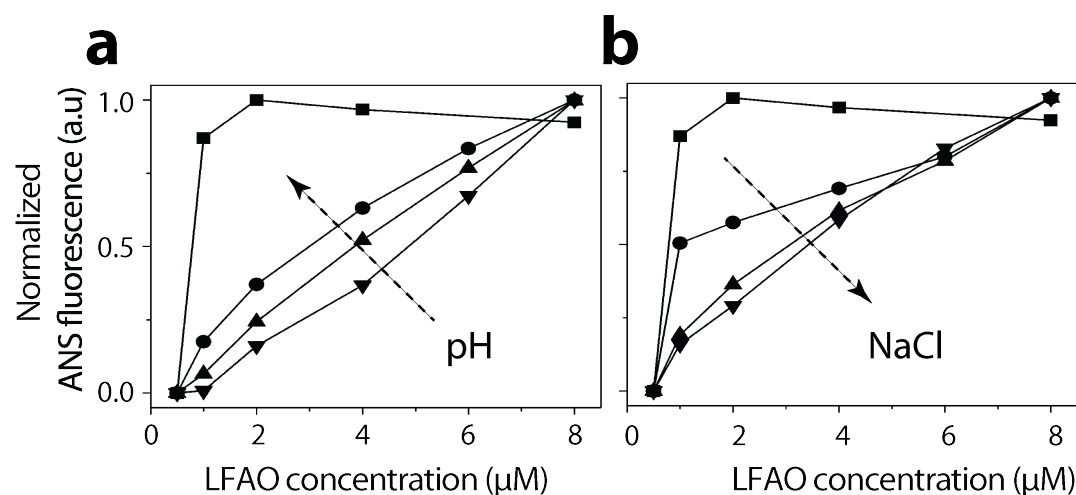 a
b
Normalized
ANS fluorescence (a.u)
1.0
0.5
0.0
pH
NaCl
0 2 4 6 8
0 2 4 6 8
LFAO concentration (μM)
LFAO concentration (μM)